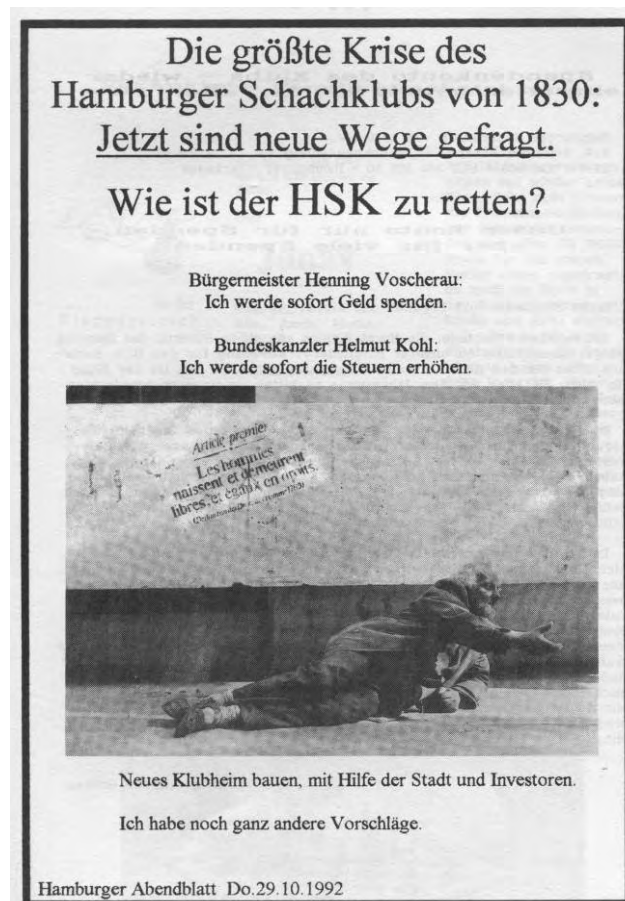 Die größte Krise des
Hamburger Schachklubs von 1830:
Jetzt sind neue Wege gefragt.
Wie ist der HSK zu retten?
Bürgermeister Henning Voscherau:
Ich werde sofort Geld spenden.
Bundeskanzler Helmut Kohl:
Ich werde sofort die Steuern erhöhen.
Article premier
Les hommes
naissent et demeurent
libres et égaux en droits.
Neues Klubheim bauen, mit Hilfe der Stadt und Investoren.
Ich habe noch ganz andere Vorschläge.
Hamburger Abendblatt Do.29.10.1992